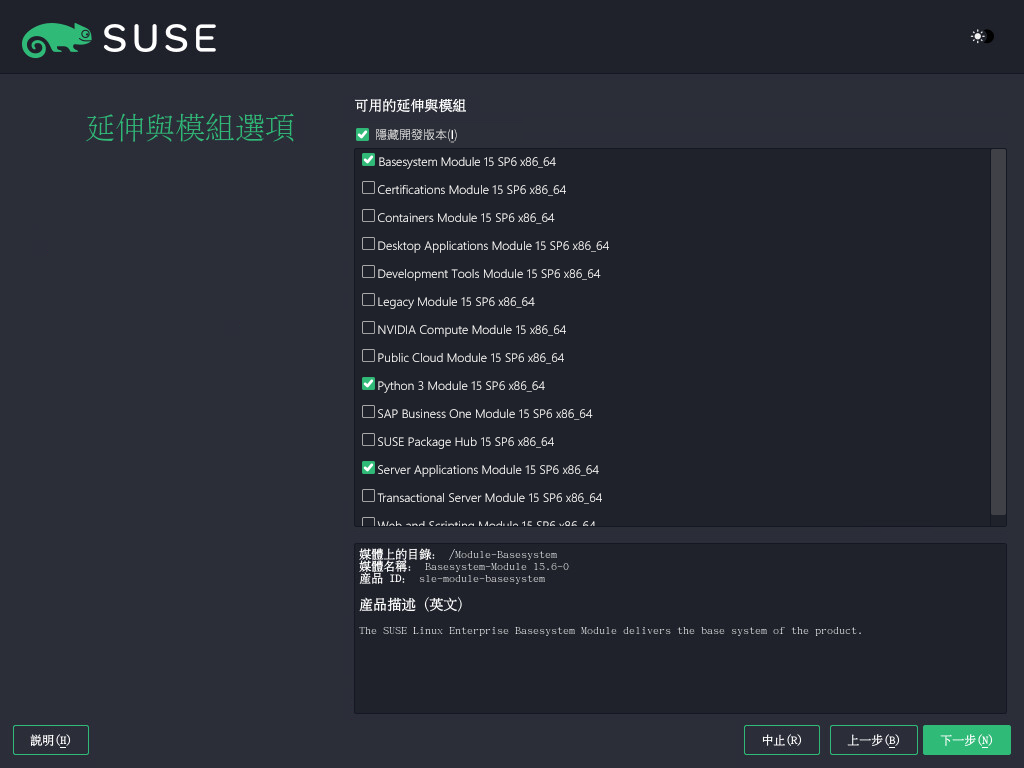 SUSE
延伸與模組選項
可用的延伸與模組
隱藏開發版本(I)
Basesystem Module 15 SP6 x86_64
Certifications Module 15 SP6 x86_64
Containers Module 15 SP6 x86_64
Desktop Applications Module 15 SP6 x86_64
Development Tools Module 15 SP6 x86_64
Legacy Module 15 SP6 x86_64
NVIDIA Compute Module 15 x86_64
Public Cloud Module 15 SP6 x86_64
Python 3 Module 15 SP6 x86_64
SAP Business One Module 15 SP6 x86_64
SUSE Package Hub 15 SP6 x86_64
Server Applications Module 15 SP6 x86_64
Transactional Server Module 15 SP6 x86_64
Web and Scripting Module 15 SP6 x86_64
媒體上的目錄： /Module-Basesystem
媒體名稱： Basesystem-Module 15.6-0
產品 ID： sle-module-basesystem
產品描述（英文）
The SUSE Linux Enterprise Basesystem Module delivers the base system of the product.
說明(H)
中止(R)
上一步(B)
下一步(N)